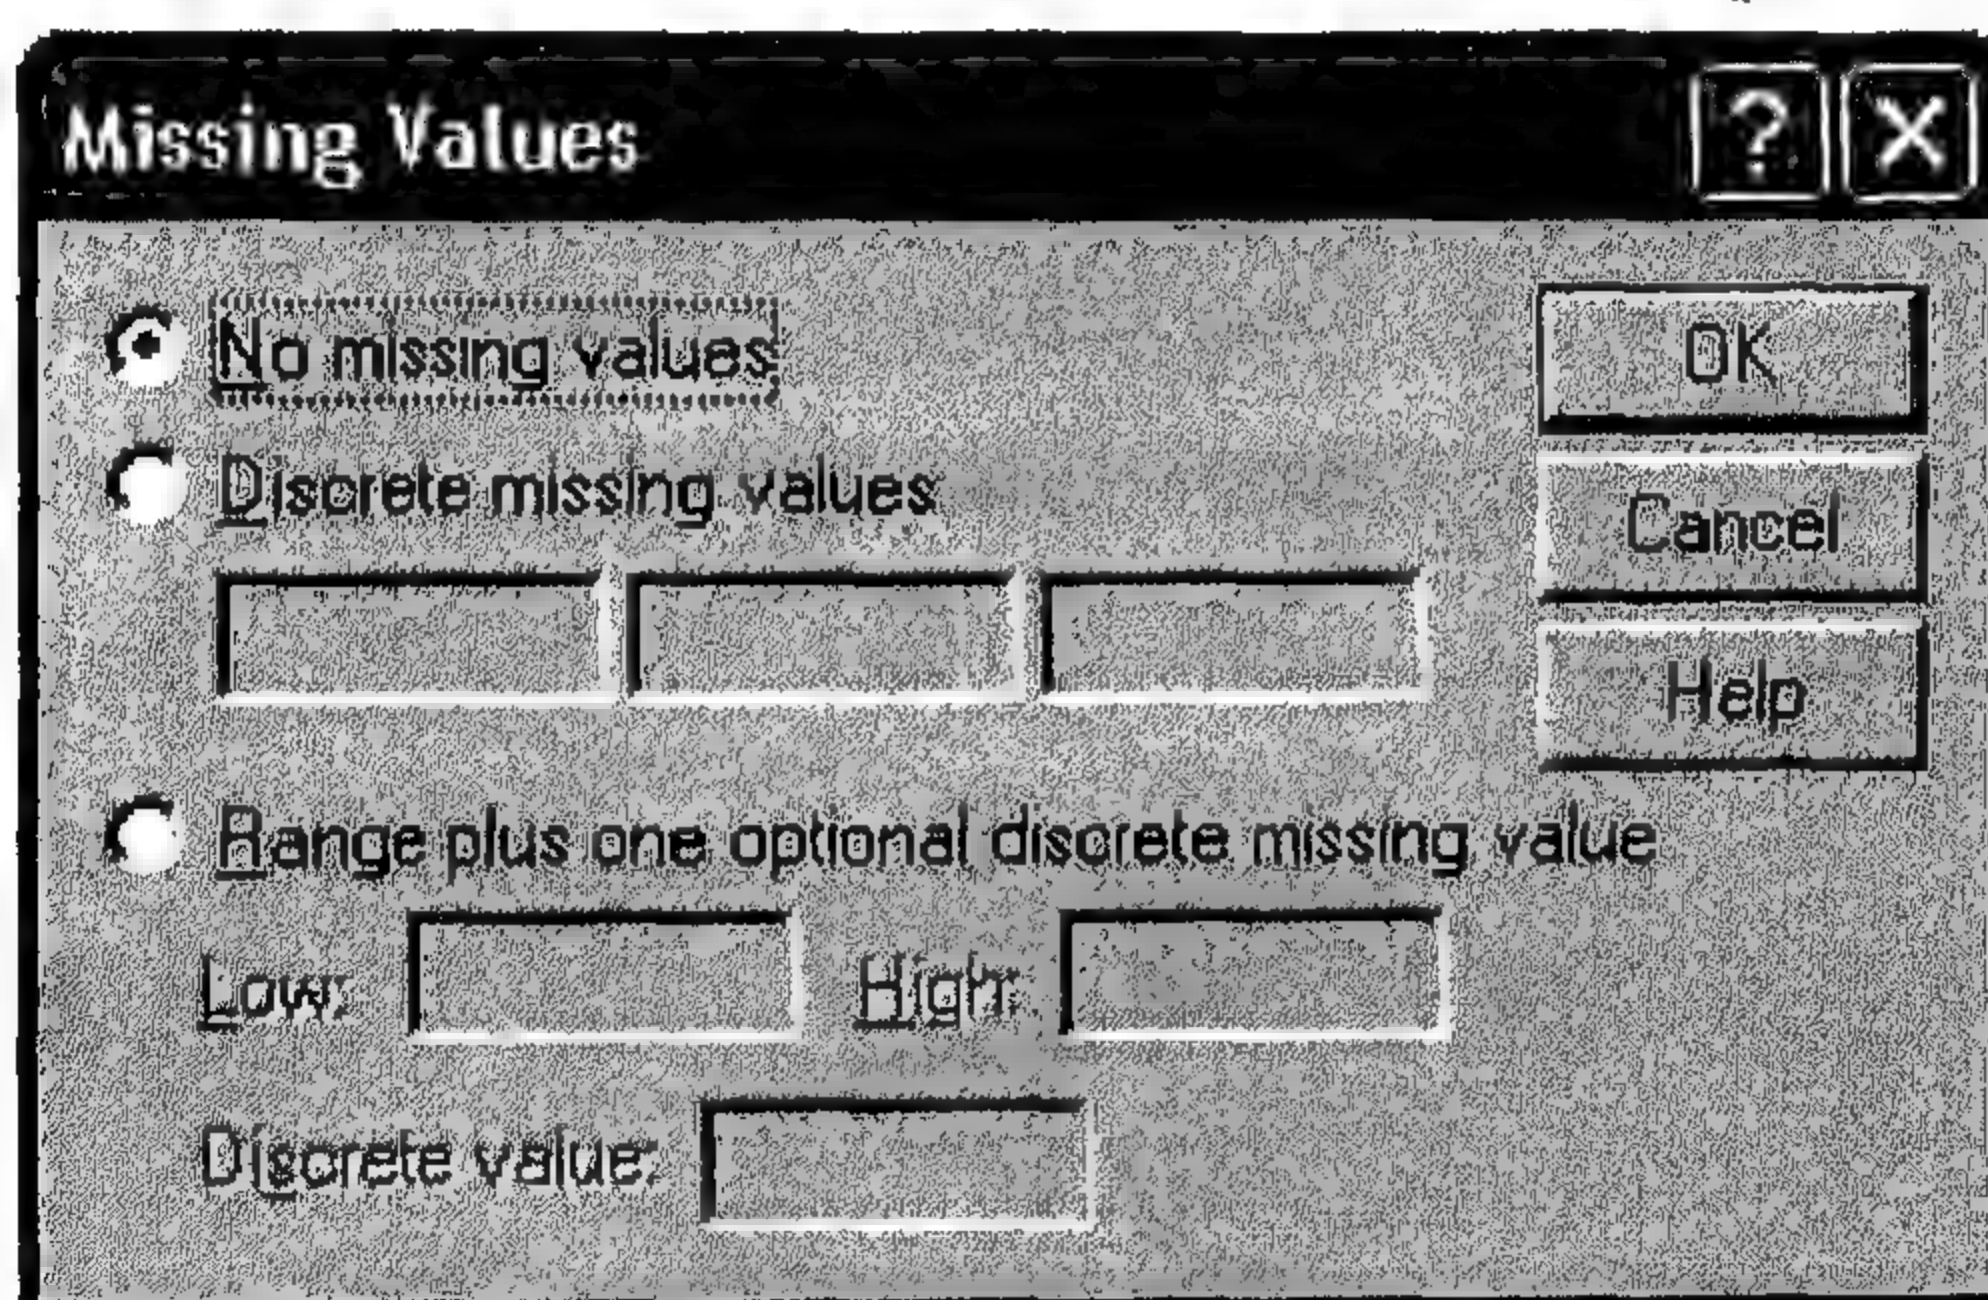 Missing Values
No missing values
Discrete missing values
OK
Cancel
Help
Range plus one optional discrete missing value
Low:
High:
Discrete value: